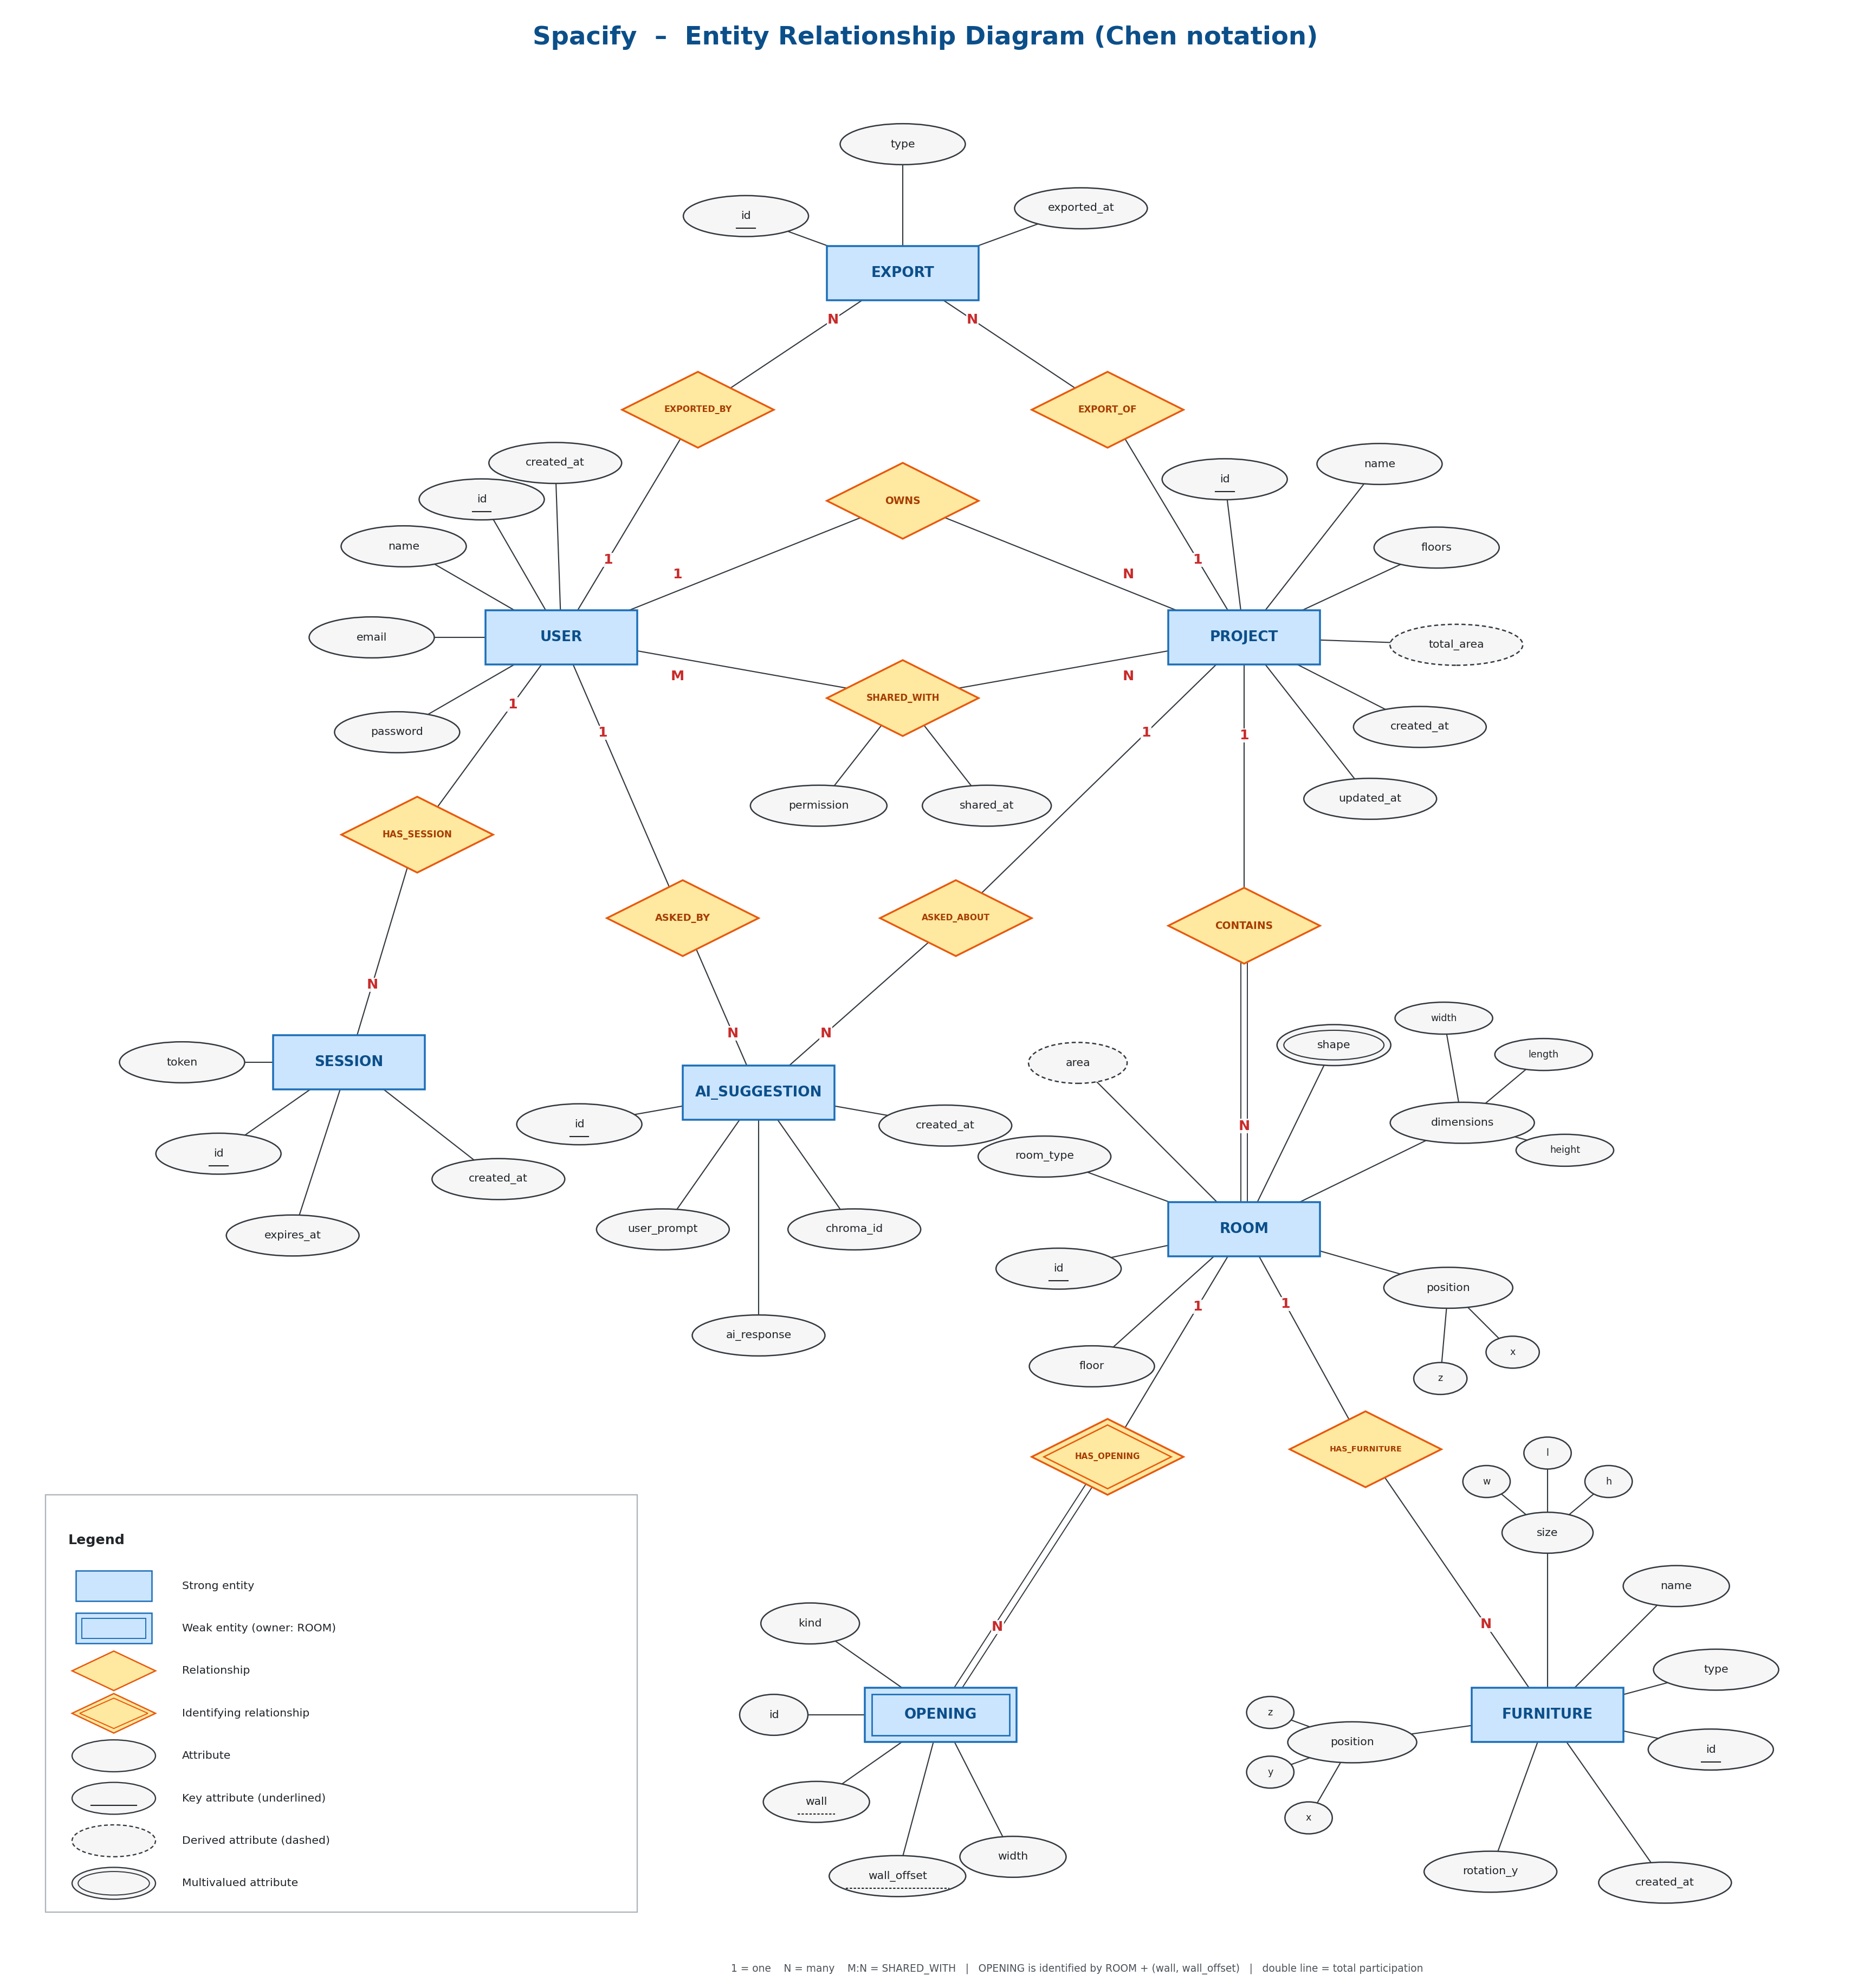 Spacify – Entity Relationship Diagram (Chen notation)
type
id
exported_at
EXPORT
N
N
EXPORTED_BY
EXPORT_OF
created_at
id
name
email
password
USER
1
1
OWNS
N
1
id
name
floors
total_area
created_at
updated_at
PROJECT
M
SHARED_WITH
N
permission
shared_at
1
1
1
1
HAS_SESSION
ASKED_BY
ASKED_ABOUT
CONTAINS
N
N
N
N
SESSION
token
id
expires_at
created_at
AI_SUGGESTION
id
created_at
user_prompt
chroma_id
ai_response
area
shape
width
length
dimensions
height
room_type
ROOM
id
floor
position
x
z
1
1
HAS_OPENING
HAS_FURNITURE
N
N
l
w
h
size
name
type
FURNITURE
id
z
position
y
x
rotation_y
created_at
kind
id
OPENING
wall
wall_offset
width
Legend
Strong entity
Weak entity (owner: ROOM)
Relationship
Identifying relationship
Attribute
Key attribute (underlined)
Derived attribute (dashed)
Multivalued attribute
1 = one N = many M:N = SHARED_WITH | OPENING is identified by ROOM + (wall, wall_offset) | double line = total participation